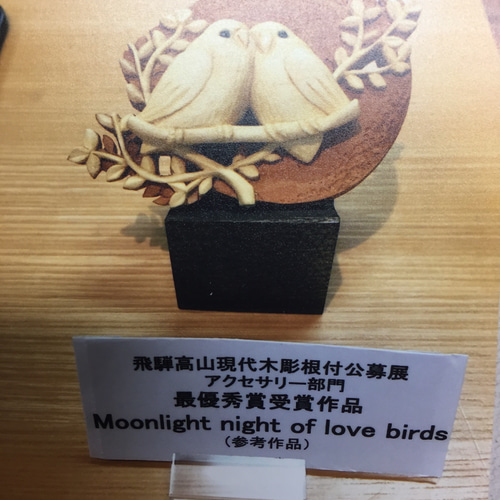 飛騨高山現代木彫根付公募展
アクセサリー部門
最優秀賞受賞作品
Moonlight night of love birds
(参考作品)